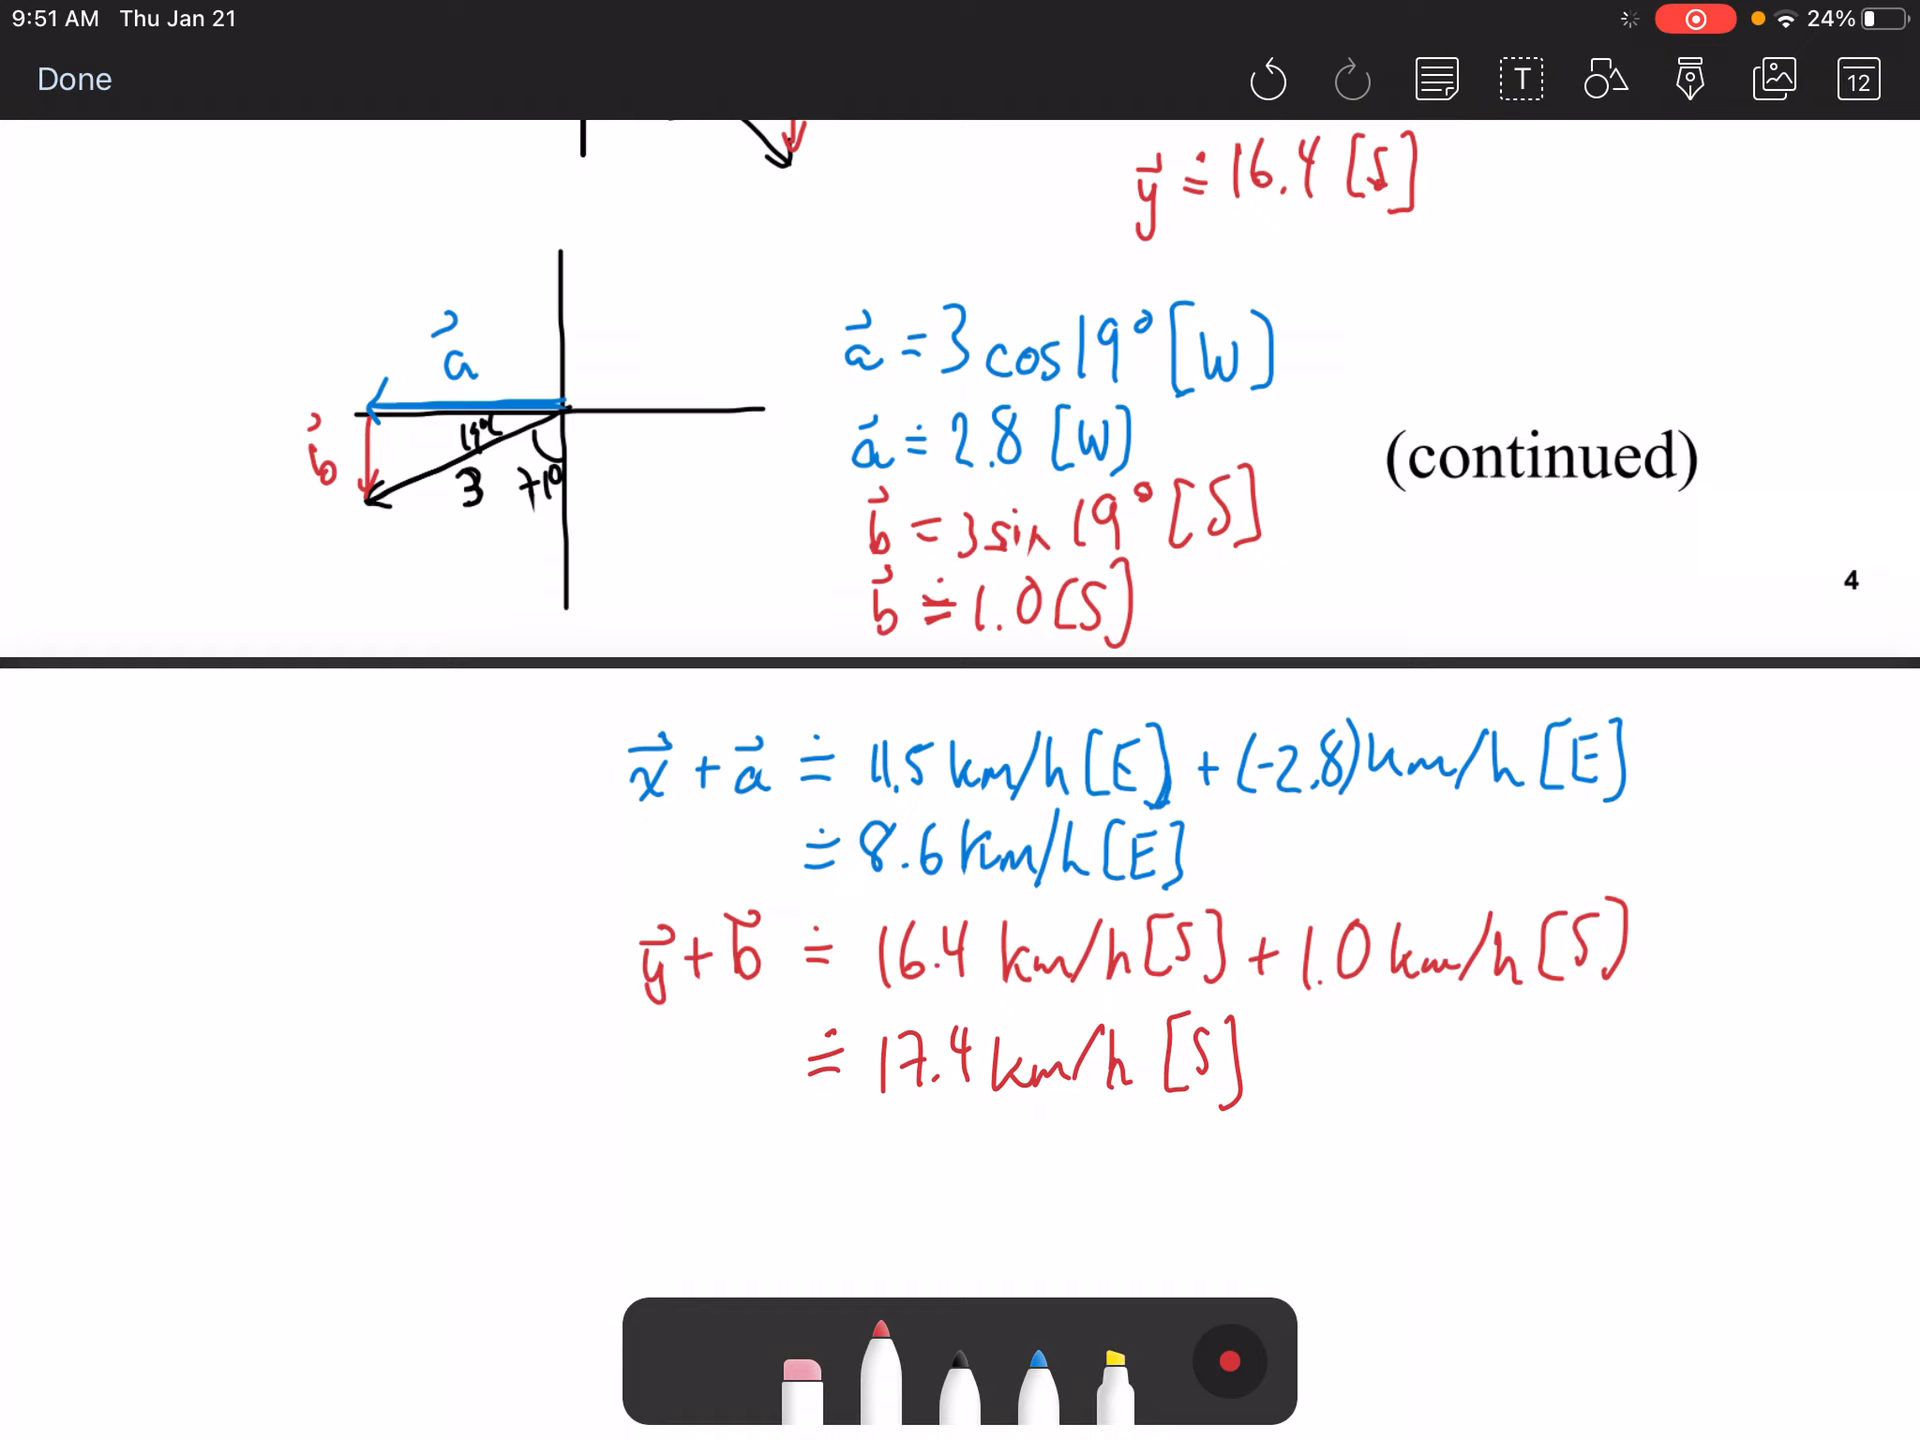 9:51 AM Thu Jan 21
24%
Done
T
12
y⃗ ≐ 16.4 [S]
a⃗
b⃗
19°
3
71°
a⃗ = 3 cos 19° [W]
a⃗ ≐ 2.8 [W]
b⃗ = 3 sin 19° [S]
b⃗ ≐ 1.0 [S]
(continued)
4
x⃗ + a⃗ ≐ 11.5 km/h [E] + (-2.8) km/h [E]
≐ 8.6 km/h [E]
y⃗ + b⃗ ≐ 16.4 km/h [S] + 1.0 km/h [S]
≐ 17.4 km/h [S]